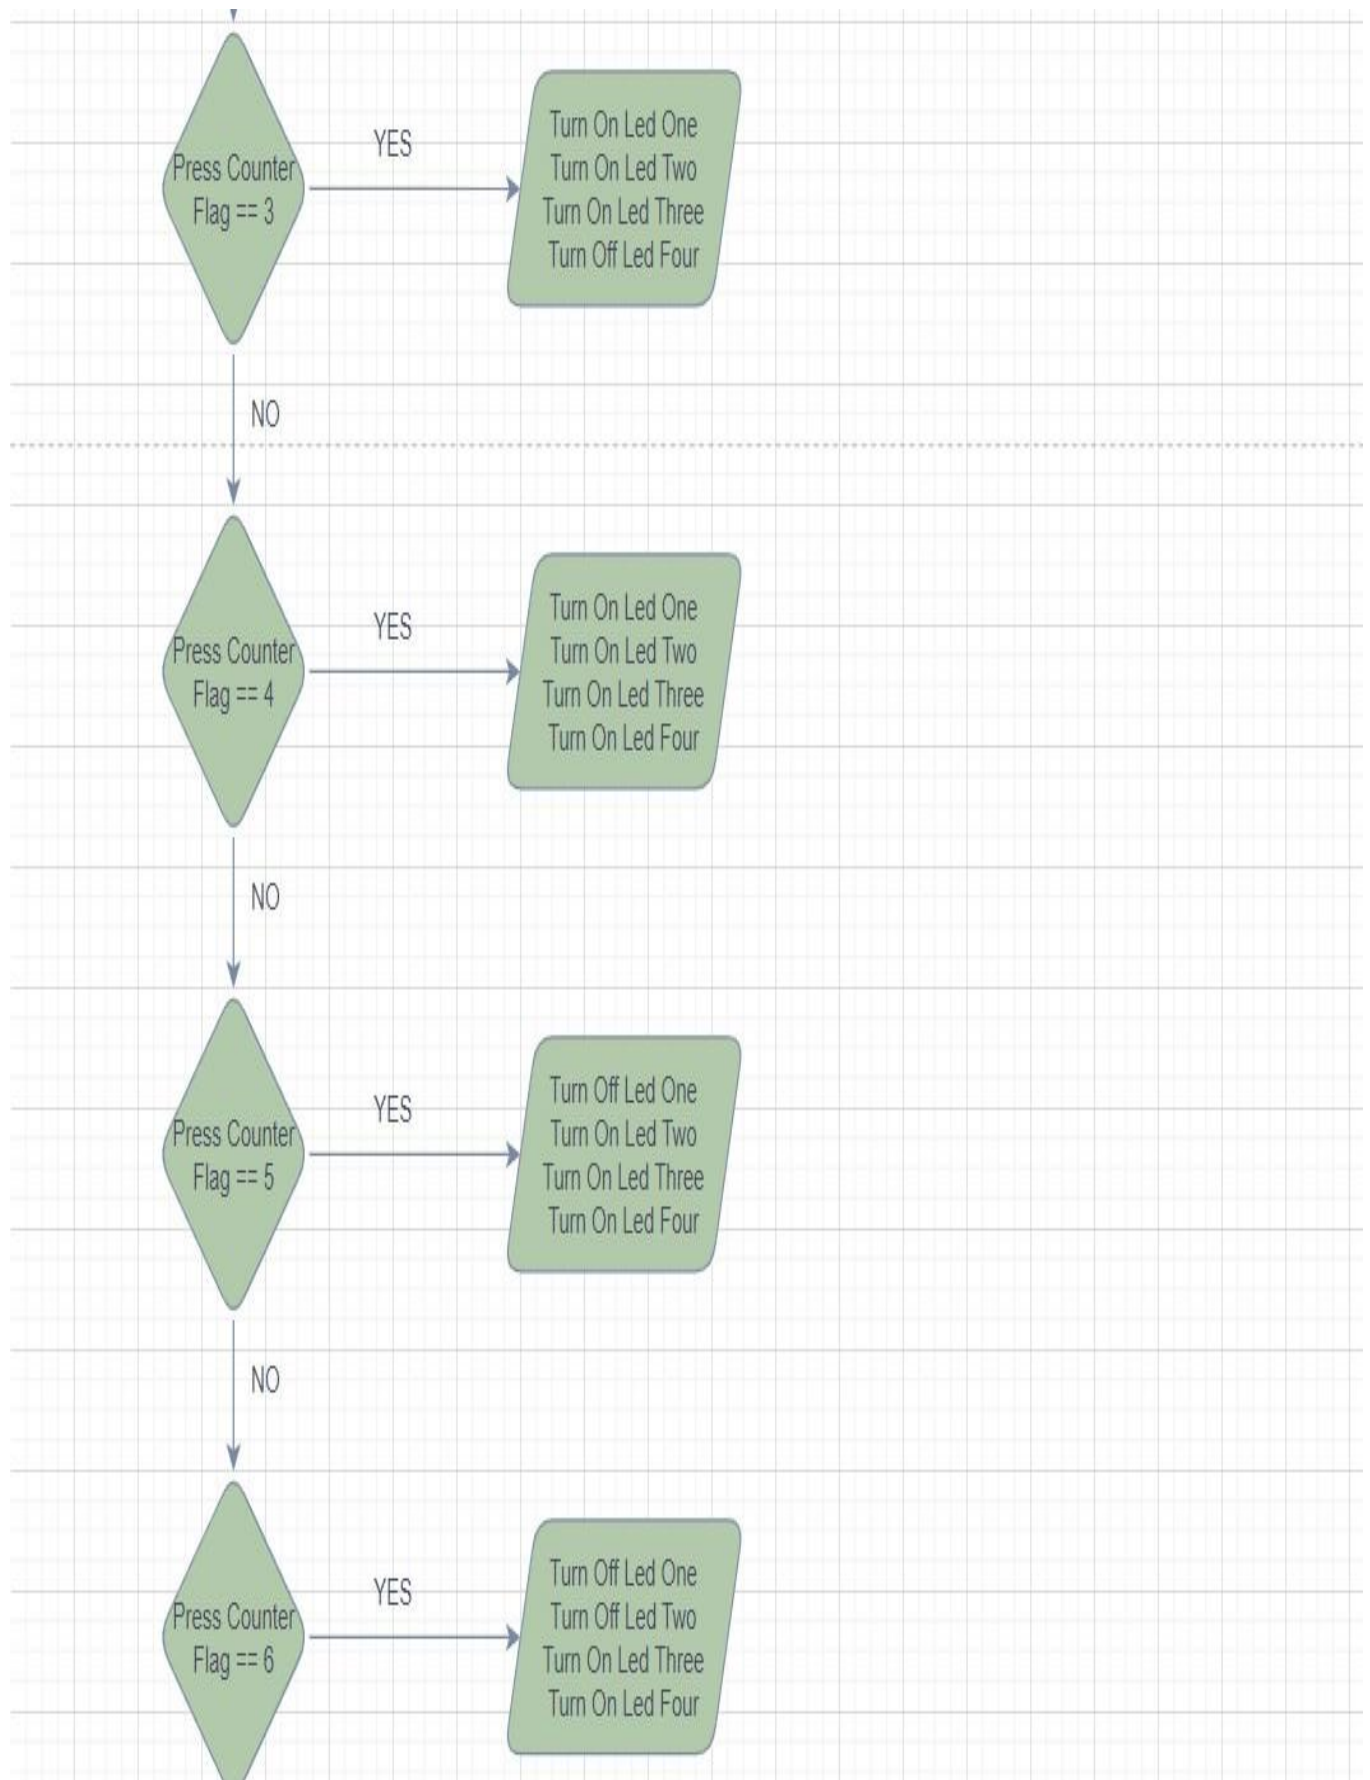 Press Counter
Flag == 3
YES
Turn On Led One
Turn On Led Two
Turn On Led Three
Turn Off Led Four
NO
Press Counter
Flag == 4
YES
Turn On Led One
Turn On Led Two
Turn On Led Three
Turn On Led Four
NO
Press Counter
Flag == 5
YES
Turn Off Led One
Turn On Led Two
Turn On Led Three
Turn On Led Four
NO
Press Counter
Flag == 6
YES
Turn Off Led One
Turn Off Led Two
Turn On Led Three
Turn On Led Four